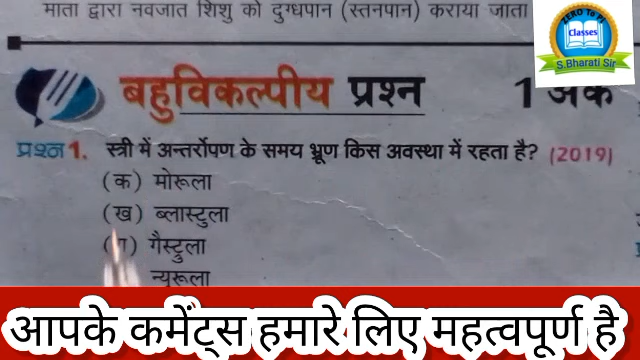 माता द्वारा नवजात शिशु को दुग्धपान (स्तनपान) कराया जाता
ZERO To
Classes
S.Bharati Sir
बहुविकल्पीय प्रश्न 1 अंक
प्रश्न 1. स्त्री में अन्तर्रोपण के समय भ्रूण किस अवस्था में रहता है? (2019)
(क) मोरूला
(ख) ब्लास्टुला
गैस्ट्रुला
न्यूरूला
आपके कमेंट्स हमारे लिए महत्वपूर्ण है